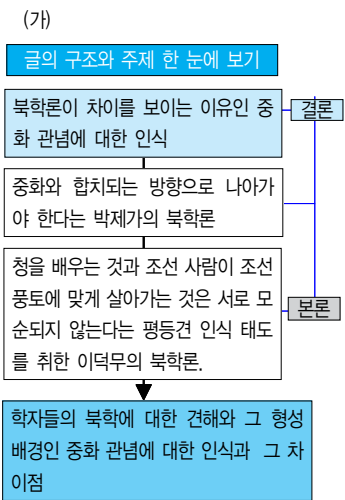 (가)
글의 구조와 주제 한 눈에 보기
북학론이 차이를 보이는 이유인 중
화 관념에 대한 인식
결론
중화와 합치되는 방향으로 나아가
야 한다는 박제가의 북학론
청을 배우는 것과 조선 사람이 조선
풍토에 맞게 살아가는 것은 서로 모
순되지 않는다는 평등견 인식 태도
를 취한 이덕무의 북학론.
본론
학자들의 북학에 대한 견해와 그 형성
배경인 중화 관념에 대한 인식과 그 차
이점